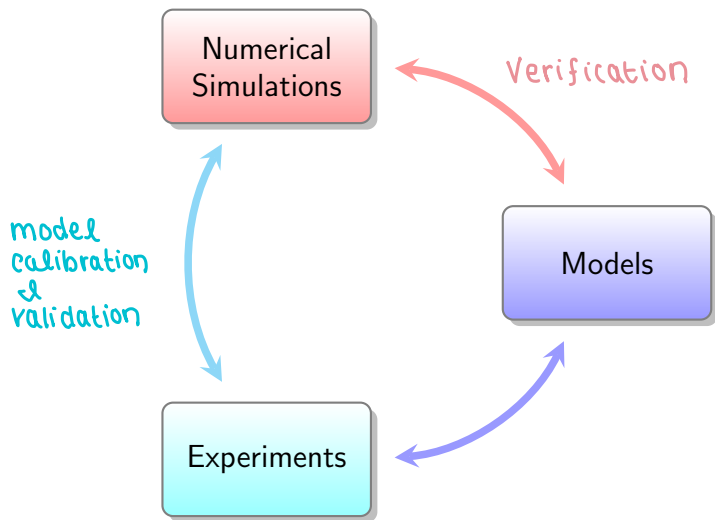 Numerical
Simulations
Verification
model
calibration
&
validation
Models
Experiments